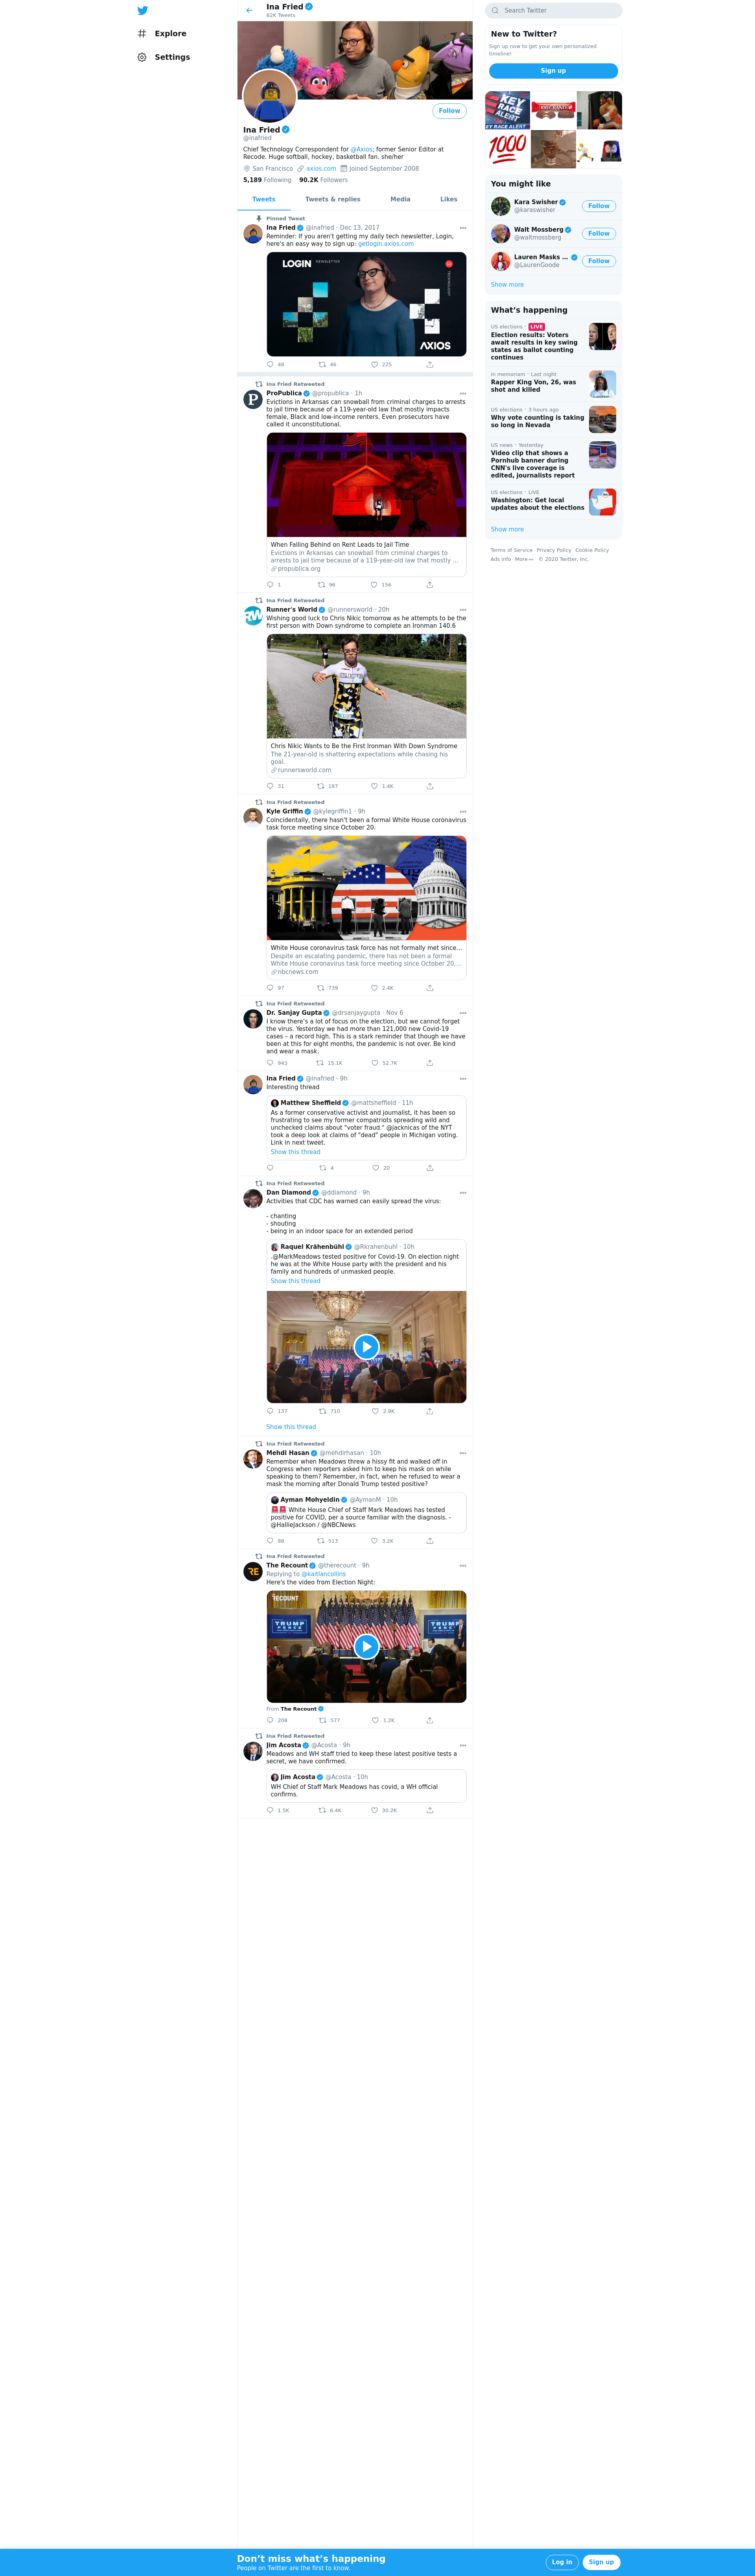 Explore
Settings
Ina Fried
82K Tweets
Follow
Ina Fried
@inafried
Chief Technology Correspondent for @Axios; former Senior Editor at
Recode. Huge softball, hockey, basketball fan. she/her
San Francisco axios.com Joined September 2008
5,189 Following 90.2K Followers
Tweets Tweets & replies Media Likes
Pinned Tweet
Ina Fried @inafried · Dec 13, 2017
Reminder: If you aren't getting my daily tech newsletter, Login,
here's an easy way to sign up: getlogin.axios.com
LOGIN NEWSLETTER
AXIOS
48 46 225
Ina Fried Retweeted
ProPublica @propublica · 1h
Evictions in Arkansas can snowball from criminal charges to arrests
to jail time because of a 119-year-old law that mostly impacts
female, Black and low-income renters. Even prosecutors have
called it unconstitutional.
When Falling Behind on Rent Leads to Jail Time
Evictions in Arkansas can snowball from criminal charges to
arrests to jail time because of a 119-year-old law that mostly ...
propublica.org
1 96 156
Ina Fried Retweeted
Runner's World @runnersworld · 20h
Wishing good luck to Chris Nikic tomorrow as he attempts to be the
first person with Down syndrome to complete an Ironman 140.6
Chris Nikic Wants to Be the First Ironman With Down Syndrome
The 21-year-old is shattering expectations while chasing his
goal.
runnersworld.com
31 187 1.4K
Ina Fried Retweeted
Kyle Griffin @kylegriffin1 · 9h
Coincidentally, there hasn't been a formal White House coronavirus
task force meeting since October 20.
White House coronavirus task force has not formally met since...
Despite an escalating pandemic, there has not been a formal
White House coronavirus task force meeting since October 20,...
nbcnews.com
97 739 2.4K
Ina Fried Retweeted
Dr. Sanjay Gupta @drsanjaygupta · Nov 6
I know there's a lot of focus on the election, but we cannot forget
the virus. Yesterday we had more than 121,000 new Covid-19
cases – a record high. This is a stark reminder that though we have
been at this for eight months, the pandemic is not over. Be kind
and wear a mask.
943 15.1K 52.7K
Ina Fried @inafried · 9h
Interesting thread
Matthew Sheffield @mattsheffield · 11h
As a former conservative activist and journalist, it has been so
frustrating to see my former compatriots spreading wild and
unchecked claims about "voter fraud." @jacknicas of the NYT
took a deep look at claims of "dead" people in Michigan voting.
Link in next tweet.
Show this thread
4 20
Ina Fried Retweeted
Dan Diamond @ddiamond · 9h
Activities that CDC has warned can easily spread the virus:
- chanting
- shouting
- being in an indoor space for an extended period
Raquel Krähenbühl @Rkrahenbuhl · 10h
.@MarkMeadows tested positive for Covid-19. On election night
he was at the White House party with the president and his
family and hundreds of unmasked people.
Show this thread
137 710 2.9K
Show this thread
Ina Fried Retweeted
Mehdi Hasan @mehdirhasan · 10h
Remember when Meadows threw a hissy fit and walked off in
Congress when reporters asked him to keep his mask on while
speaking to them? Remember, in fact, when he refused to wear a
mask the morning after Donald Trump tested positive?
Ayman Mohyeldin @AymanM · 10h
White House Chief of Staff Mark Meadows has tested
positive for COVID, per a source familiar with the diagnosis. -
@HallieJackson / @NBCNews
88 513 3.2K
Ina Fried Retweeted
The Recount @therecount · 9h
Replying to @kaitlancollins
Here's the video from Election Night:
RECOUNT
TRUMP
PENCE
TRUMP
PENCE
From The Recount
208 577 1.2K
Ina Fried Retweeted
Jim Acosta @Acosta · 9h
Meadows and WH staff tried to keep these latest positive tests a
secret, we have confirmed.
Jim Acosta @Acosta · 10h
WH Chief of Staff Mark Meadows has covid, a WH official
confirms.
1.5K 6.4K 30.2K
Search Twitter
New to Twitter?
Sign up now to get your own personalized
timeline!
Sign up
KEY
RACE
ALERT
EY RACE ALERT
1000
You might like
Kara Swisher
@karaswisher
Follow
Walt Mossberg
@waltmossberg
Follow
Lauren Masks ...
@LaurenGoode
Follow
Show more
What's happening
US elections · LIVE
Election results: Voters
await results in key swing
states as ballot counting
continues
In memoriam · Last night
Rapper King Von, 26, was
shot and killed
US elections · 3 hours ago
Why vote counting is taking
so long in Nevada
US news · Yesterday
Video clip that shows a
Pornhub banner during
CNN's live coverage is
edited, journalists report
US elections · LIVE
Washington: Get local
updates about the elections
Show more
Terms of Service Privacy Policy Cookie Policy
Ads info More © 2020 Twitter, Inc.
Don't miss what's happening
People on Twitter are the first to know.
Log in
Sign up